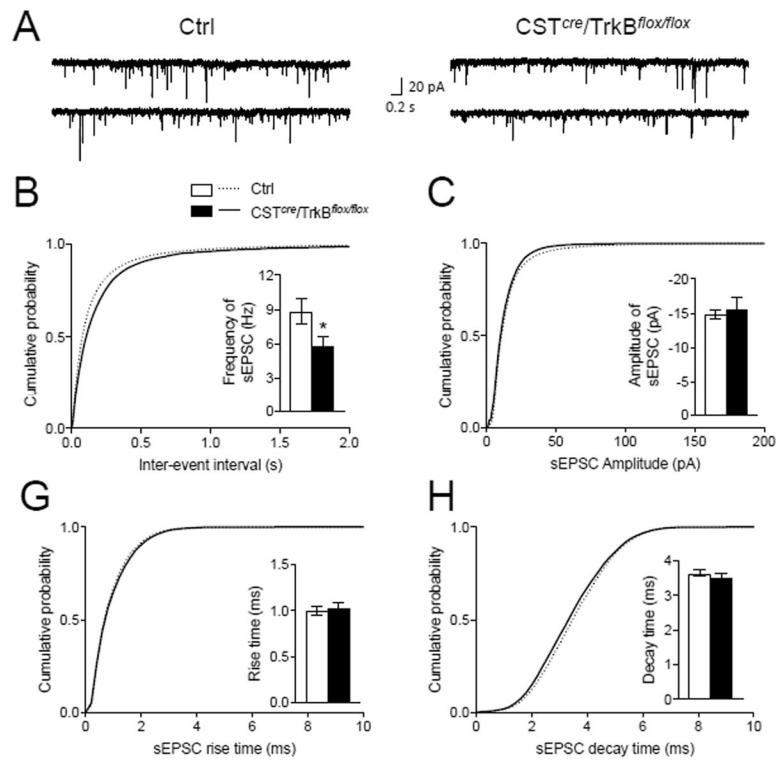 A
Ctrl
CST^cre/TrkB^flox/flox
20 pA
0.2 s
B
Ctrl
CST^cre/TrkB^flox/flox
Cumulative probability
1.0
0.5
0.0
0.0 0.5 1.0 1.5 2.0
Inter-event interval (s)
Frequency of
sEPSC (Hz)
12
9
6
3
0
*
C
Cumulative probability
1.0
0.5
0.0
0 50 100 150 200
sEPSC Amplitude (pA)
Amplitude of
sEPSC (pA)
-20
-15
-10
-5
0
G
Cumulative probability
1.0
0.5
0.0
0 2 4 6 8 10
sEPSC rise time (ms)
Rise time (ms)
1.5
1.0
0.5
0.0
H
Cumulative probability
1.0
0.5
0.0
0 2 4 6 8 10
sEPSC decay time (ms)
Decay time (ms)
4
3
2
1
0